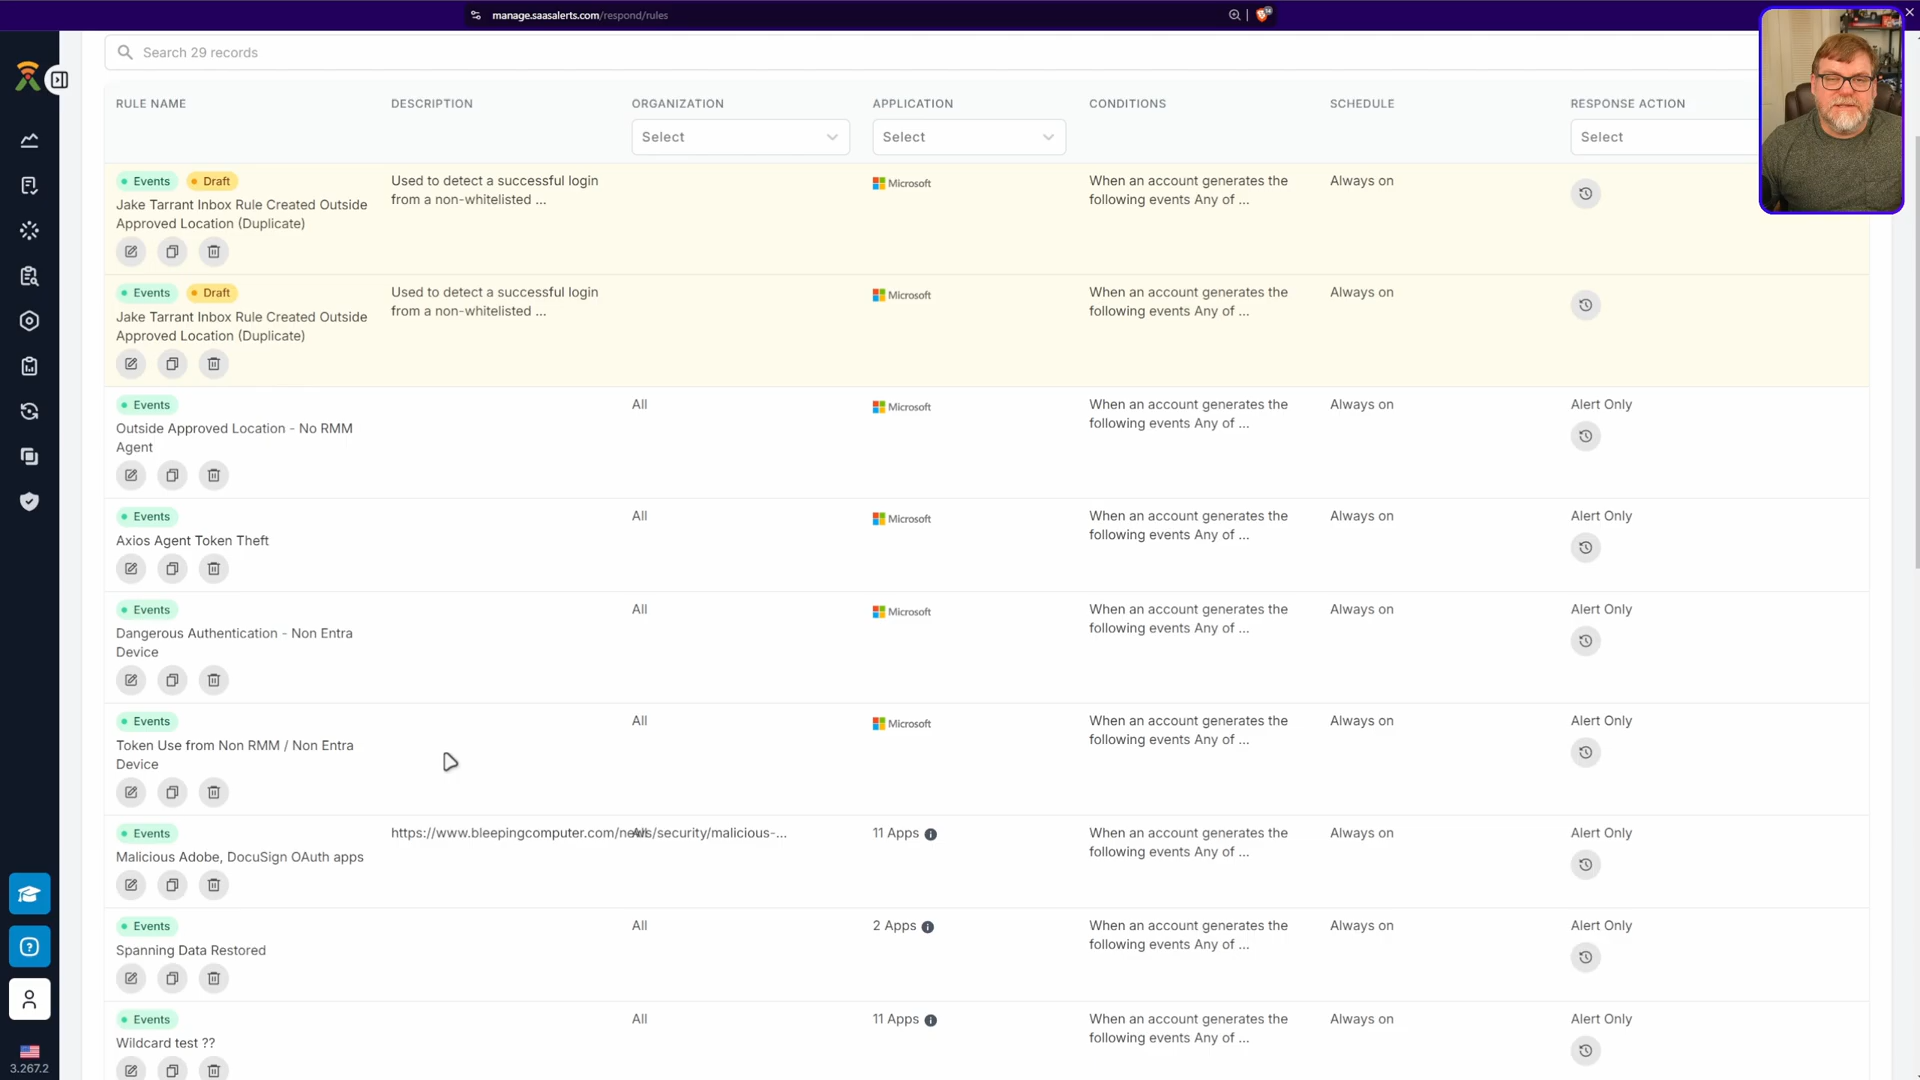 manage.saasalerts.com/respond/rules
Search 29 records
RULE NAME
DESCRIPTION
ORGANIZATION
APPLICATION
CONDITIONS
SCHEDULE
RESPONSE ACTION
Select
Select
Select
Events
Draft
Jake Tarrant Inbox Rule Created Outside
Approved Location (Duplicate)
Used to detect a successful login
from a non-whitelisted ...
Microsoft
When an account generates the
following events Any of ...
Always on
Events
Draft
Jake Tarrant Inbox Rule Created Outside
Approved Location (Duplicate)
Used to detect a successful login
from a non-whitelisted ...
Microsoft
When an account generates the
following events Any of ...
Always on
Events
Outside Approved Location - No RMM
Agent
All
Microsoft
When an account generates the
following events Any of ...
Always on
Alert Only
Events
Axios Agent Token Theft
All
Microsoft
When an account generates the
following events Any of ...
Always on
Alert Only
Events
Dangerous Authentication - Non Entra
Device
All
Microsoft
When an account generates the
following events Any of ...
Always on
Alert Only
Events
Token Use from Non RMM / Non Entra
Device
All
Microsoft
When an account generates the
following events Any of ...
Always on
Alert Only
Events
Malicious Adobe, DocuSign OAuth apps
https://www.bleepingcomputer.com/news/security/malicious-...
All
11 Apps
When an account generates the
following events Any of ...
Always on
Alert Only
Events
Spanning Data Restored
All
2 Apps
When an account generates the
following events Any of ...
Always on
Alert Only
Events
Wildcard test ??
All
11 Apps
When an account generates the
following events Any of ...
Always on
Alert Only
3.267.2